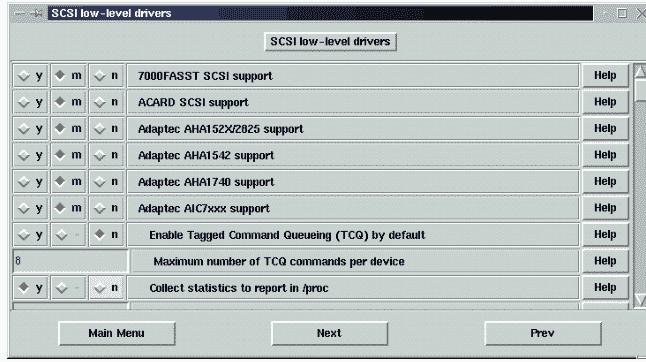 SCSI low-level drivers
SCSI low-level drivers
y m n 7000FASST SCSI support Help
y m n ACARD SCSI support Help
y m n Adaptec AHA152X/2825 support Help
y m n Adaptec AHA1542 support Help
y m n Adaptec AHA1740 support Help
y m n Adaptec AIC7xxx support Help
y - n Enable Tagged Command Queueing (TCQ) by default Help
8 Maximum number of TCQ commands per device Help
y - n Collect statistics to report in /proc Help
Main Menu Next Prev